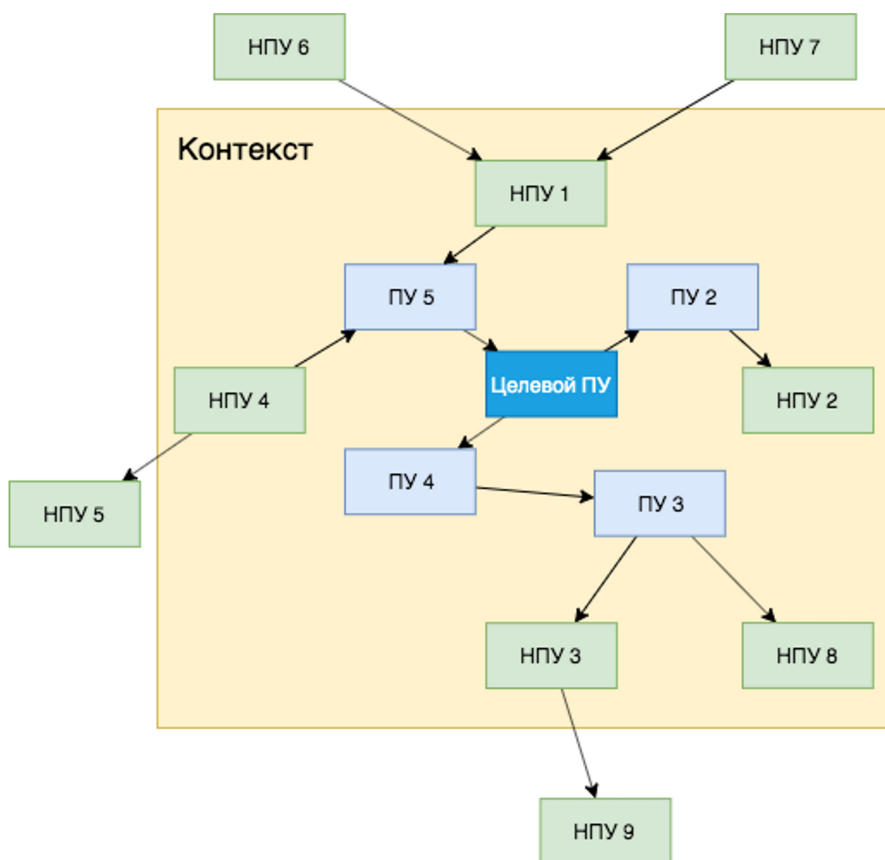 НПУ 6
НПУ 7
Контекст
НПУ 1
ПУ 5
ПУ 2
Целевой ПУ
НПУ 4
НПУ 2
ПУ 4
ПУ 3
НПУ 5
НПУ 3
НПУ 8
НПУ 9